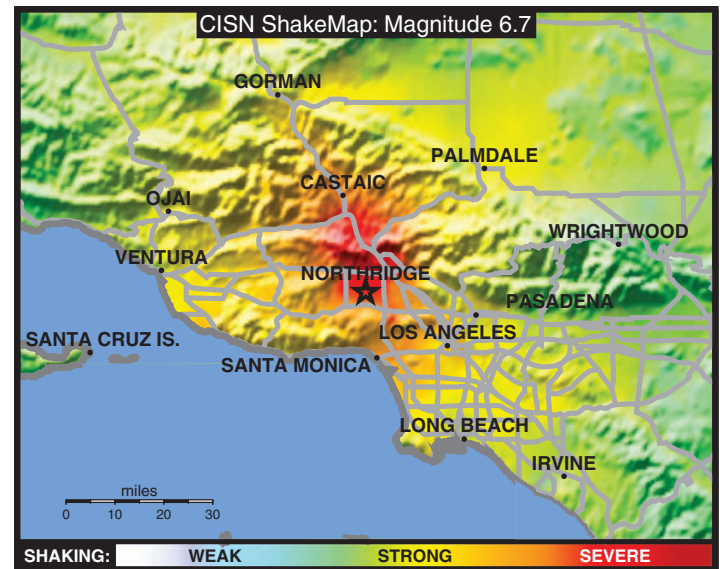 CISN ShakeMap: Magnitude 6.7
GORMAN
PALMDALE
CASTAIC
OJAI
WRIGHTWOOD
VENTURA
NORTHRIDGE
PASADENA
SANTA CRUZ IS.
LOS ANGELES
SANTA MONICA
LONG BEACH
IRVINE
miles
0 10 20 30
SHAKING: WEAK STRONG SEVERE